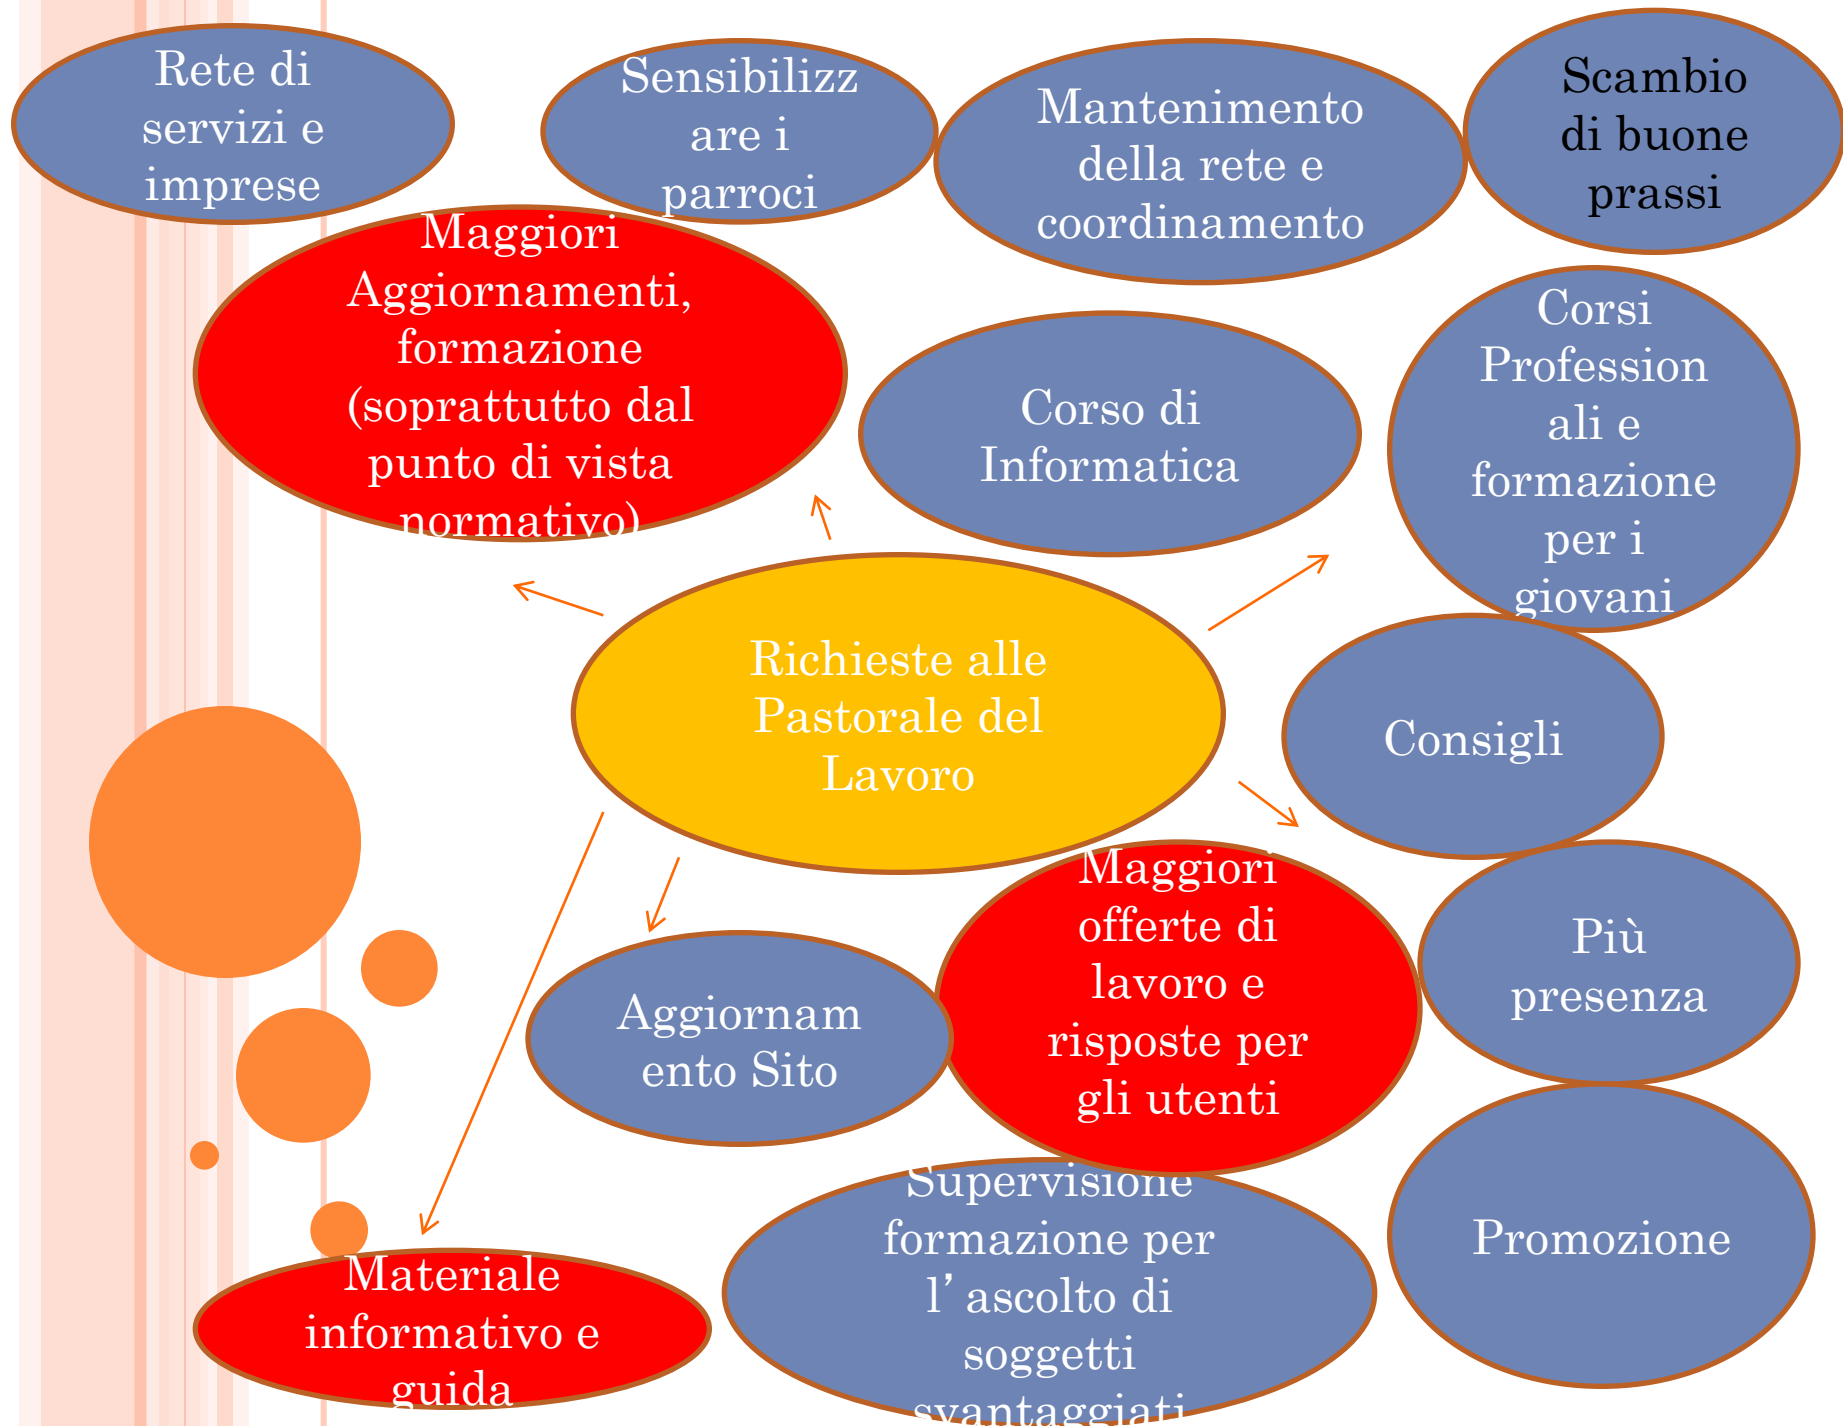 Rete di
servizi e
imprese
Sensibilizz
are i
parroci
Mantenimento
della rete e
coordinamento
Scambio
di buone
prassi
Maggiori
Aggiornamenti,
formazione
(soprattutto dal
punto di vista
normativo)
Corso di
Informatica
Corsi
Profession
ali e
formazione
per i
giovani
Richieste alle
Pastorale del
Lavoro
Consigli
Maggiori
offerte di
lavoro e
risposte per
gli utenti
Più
presenza
Aggiornam
ento Sito
Promozione
Supervisione
formazione per
l’ascolto di
soggetti
svantaggiati
Materiale
informativo e
guida